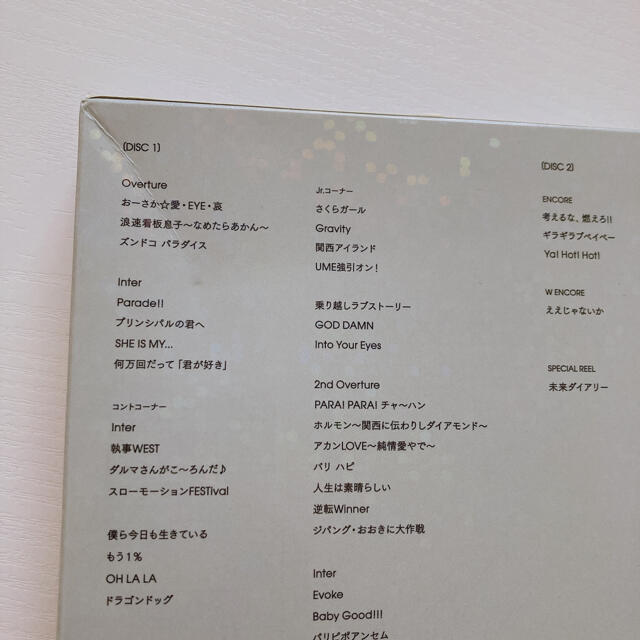 (DISC 1)
Overture
おーさか☆愛・EYE・哀
浪速看板息子〜なめたらあかん〜
ズンドコ パラダイス
Inter
Parade!!
プリンシパルの君へ
SHE IS MY...
何万回だって「君が好き」
コントコーナー
Inter
執事WEST
ダルマさんがこ〜ろんだ♪
スローモーションFESTival
僕ら今日も生きている
もう1%
OH LA LA
ドラゴンドッグ
Jr.コーナー
さくらガール
Gravity
関西アイランド
UME強引オン!
乗り越しラブストーリー
GOD DAMN
Into Your Eyes
2nd Overture
PARA! PARA! チャ〜ハン
ホルモン〜関西に伝わりしダイアモンド〜
アカンLOVE〜純情愛やで〜
バリ ハピ
人生は素晴らしい
逆転Winner
ジパング・おおきに大作戦
Inter
Evoke
Baby Good!!!
パリピポアンセム
(DISC 2)
ENCORE
考えるな、燃えろ!!
ギラギラブベイベー
Ya! Hot! Hot!
W ENCORE
ええじゃないか
SPECIAL REEL
未来ダイアリー